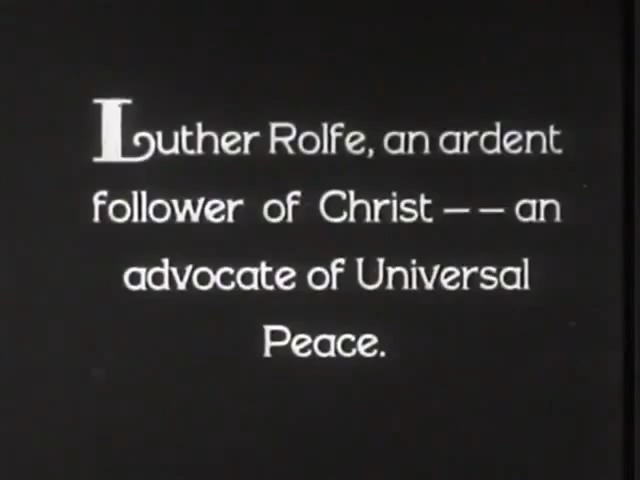 Luther Rolfe, an ardent
follower of Christ – – an
advocate of Universal
Peace.